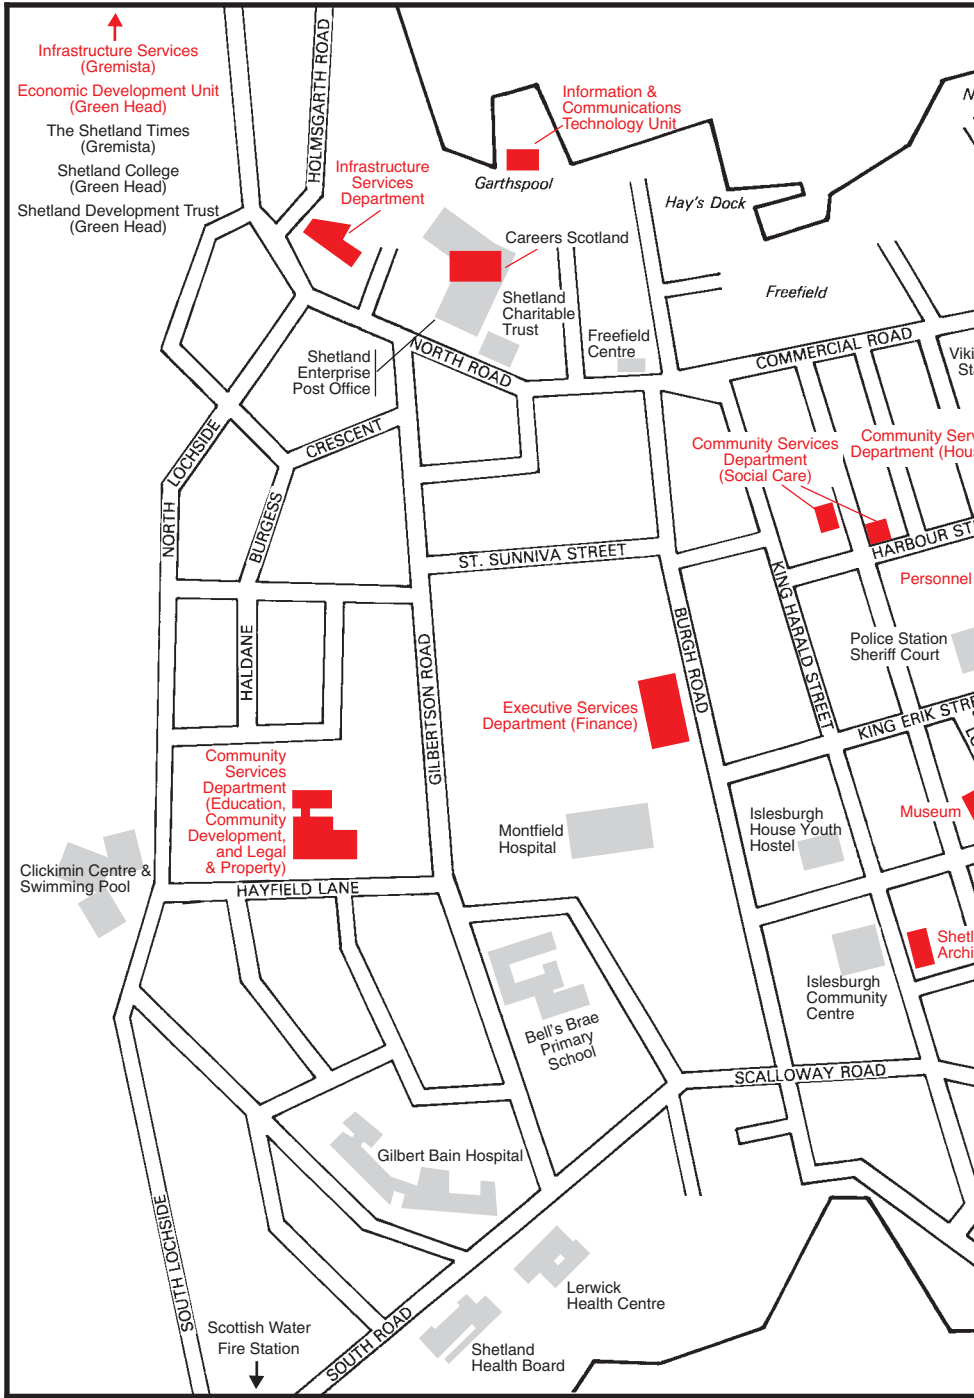 Infrastructure Services
(Gremista)
Economic Development Unit
(Green Head)
The Shetland Times
(Gremista)
Shetland College
(Green Head)
Shetland Development Trust
(Green Head)
HOLMSGARTH ROAD
Information &
Communications
Technology Unit
Infrastructure
Services
Department
Garthspool
Hay's Dock
N
Careers Scotland
Freefield
Shetland
Charitable
Trust
Freefield
Centre
Shetland
Enterprise
Post Office
NORTH ROAD
COMMERCIAL ROAD
Viki
Sta
CRESCENT
BURGESS
NORTH LOCHSIDE
Community Services
Department
(Social Care)
Community Serv
Department (Hous
ST. SUNNIVA STREET
HARBOUR ST
Personnel
KING HARALD STREET
BURGH ROAD
HALDANE
GILBERTSON ROAD
Police Station
Sheriff Court
Executive Services
Department (Finance)
KING ERIK STRE
Community
Services
Department
(Education,
Community
Development,
and Legal
& Property)
Museum
Islesburgh
House Youth
Hostel
Montfield
Hospital
Clickimin Centre &
Swimming Pool
HAYFIELD LANE
Shetl
Archi
Islesburgh
Community
Centre
Bell's Brae
Primary
School
SCALLOWAY ROAD
Gilbert Bain Hospital
SOUTH LOCHSIDE
Lerwick
Health Centre
SOUTH ROAD
Shetland
Health Board
Scottish Water
Fire Station